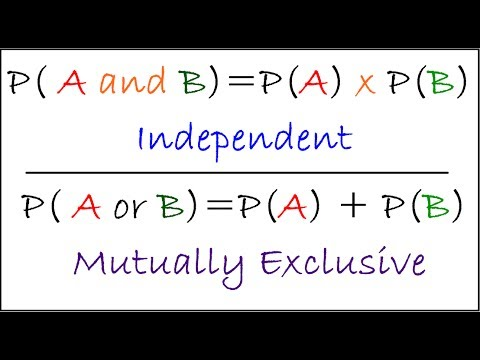 P( A and B)=P(A) x P(B)
Independent
P( A or B)=P(A) + P(B)
Mutually Exclusive